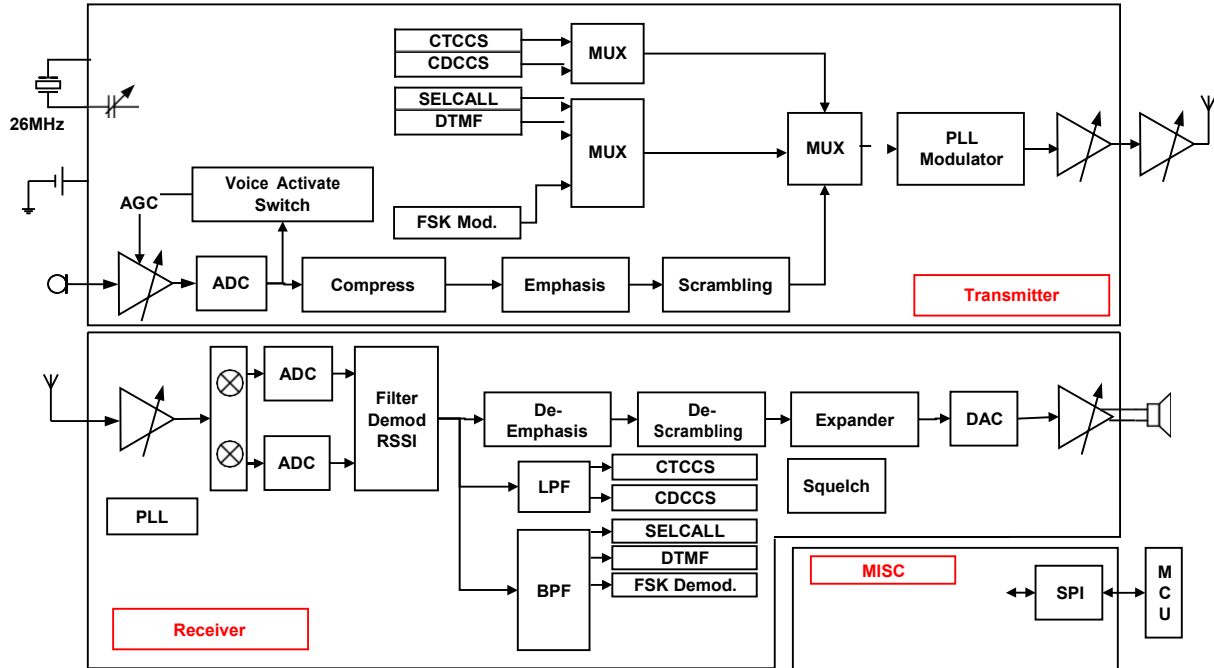 CTCCS
CDCCS
MUX
26MHz
SELCALL
DTMF
MUX
MUX
PLL
Modulator
AGC
Voice Activate
Switch
FSK Mod.
ADC
Compress
Emphasis
Scrambling
Transmitter
ADC
ADC
Filter
Demod
RSSI
De-
Emphasis
De-
Scrambling
Expander
DAC
LPF
CTCCS
CDCCS
Squelch
PLL
BPF
SELCALL
DTMF
FSK Demod.
MISC
SPI
M
C
U
Receiver